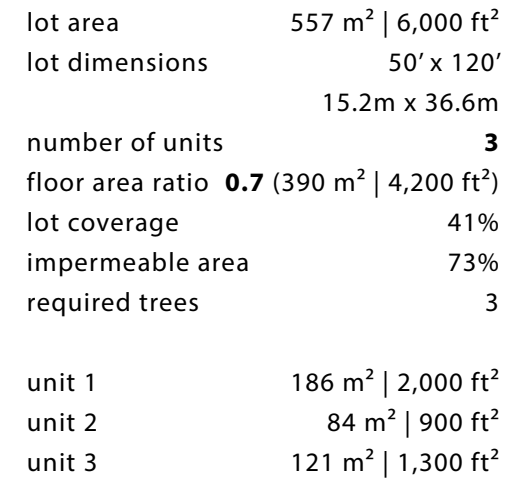 lot area 557 m² | 6,000 ft²
lot dimensions 50’ x 120’
15.2m x 36.6m
number of units 3
floor area ratio 0.7 (390 m² | 4,200 ft²)
lot coverage 41%
impermeable area 73%
required trees 3
unit 1 186 m² | 2,000 ft²
unit 2 84 m² | 900 ft²
unit 3 121 m² | 1,300 ft²